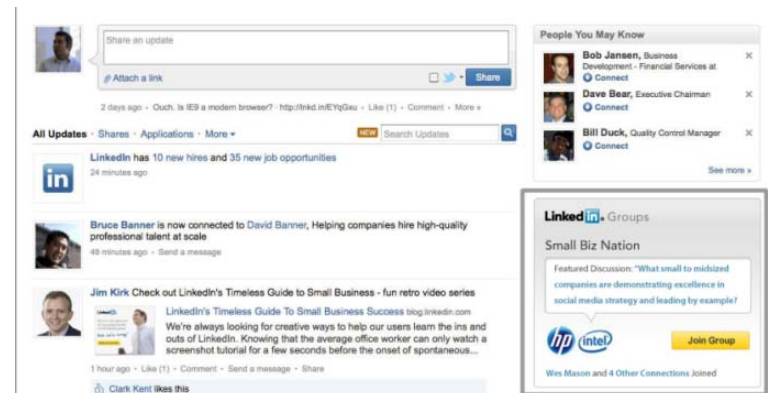 Share an update
Attach a link
Share
2 days ago · Ouch. Is IE9 a modern browser? · http://lnkd.in/EYqGxu · Like (1) · Comment · More »
All Updates · Shares · Applications · More
NEW
Search Updates
LinkedIn has 10 new hires and 35 new job opportunities
24 minutes ago
in
Bruce Banner is now connected to David Banner, Helping companies hire high-quality
professional talent at scale
48 minutes ago · Send a message
Jim Kirk Check out LinkedIn's Timeless Guide to Small Business - fun retro video series
LinkedIn's Timeless Guide To Small Business Success blog.linkedin.com
We're always looking for creative ways to help our users learn the ins and
outs of LinkedIn. Knowing that the average office worker can only watch a
screenshot tutorial for a few seconds before the onset of spontaneous...
1 hour ago · Like (1) · Comment · Send a message · Share
Clark Kent likes this
People You May Know
Bob Jansen, Business
Development - Financial Services at
Connect
Dave Bear, Executive Chairman
Connect
Bill Duck, Quality Control Manager
Connect
See more »
Linked in. Groups
Small Biz Nation
Featured Discussion: "What small to midsized
companies are demonstrating excellence in
social media strategy and leading by example?
hp
intel
Join Group
Wes Mason and 4 Other Connections Joined